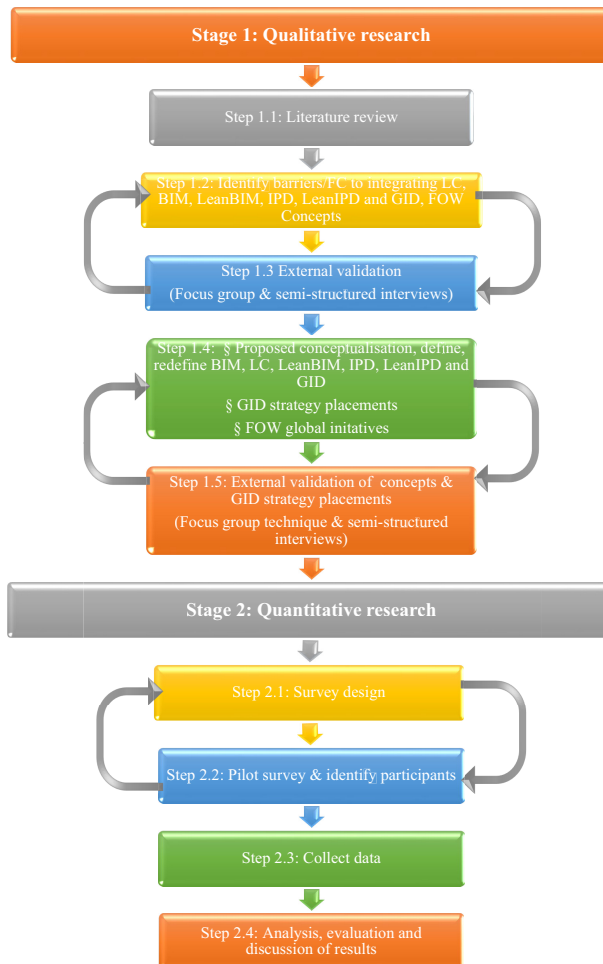 Stage 1: Qualitative research
Step 1.1: Literature review
Step 1.2: Identify barriers/FC to integrating LC,
BIM, LeanBIM, IPD, LeanIPD and GID, FOW
Concepts
Step 1.3 External validation
(Focus group & semi-structured interviews)
Step 1.4: § Proposed conceptualisation, define,
redefine BIM, LC, LeanBIM, IPD, LeanIPD and
GID
§ GID strategy placements
§ FOW global initatives
Step 1.5: External validation of concepts &
GID strategy placements
(Focus group technique & semi-structured
interviews)
Stage 2: Quantitative research
Step 2.1: Survey design
Step 2.2: Pilot survey & identify participants
Step 2.3: Collect data
Step 2.4: Analysis, evaluation and
discussion of results